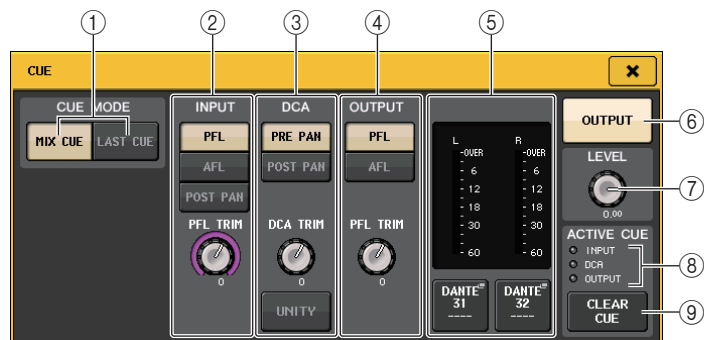 ① ② ③ ④ ⑤
CUE
×
CUE MODE
MIX CUE
LAST CUE
INPUT
PFL
AFL
POST PAN
PFL TRIM
0
DCA
PRE PAN
POST PAN
DCA TRIM
0
UNITY
OUTPUT
PFL
AFL
PFL TRIM
0
L R
-OVER -OVER
- 6 - 6
- 12 - 12
- 18 - 18
- 30 - 30
- 60 - 60
DANTE
31
----
DANTE
32
----
OUTPUT
⑥
LEVEL
⑦
0.00
ACTIVE CUE
INPUT
DCA
OUTPUT
⑧
CLEAR
CUE
⑨